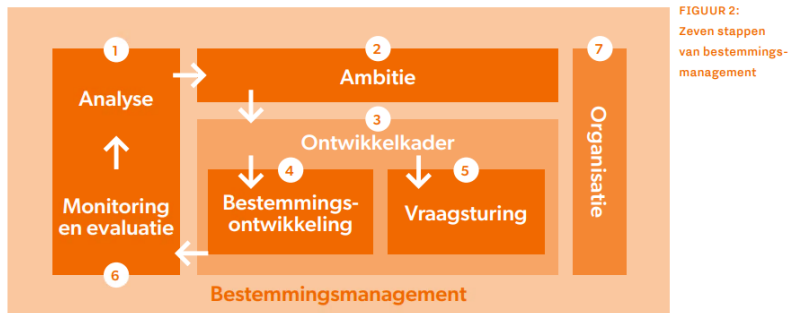 FIGUUR 2:
Zeven stappen
van bestemmings-
management
1
Analyse
2
Ambitie
3
Ontwikkelkader
4
Bestemmings-
ontwikkeling
5
Vraagsturing
Monitoring
en evaluatie
6
7
Organisatie
Bestemmingsmanagement